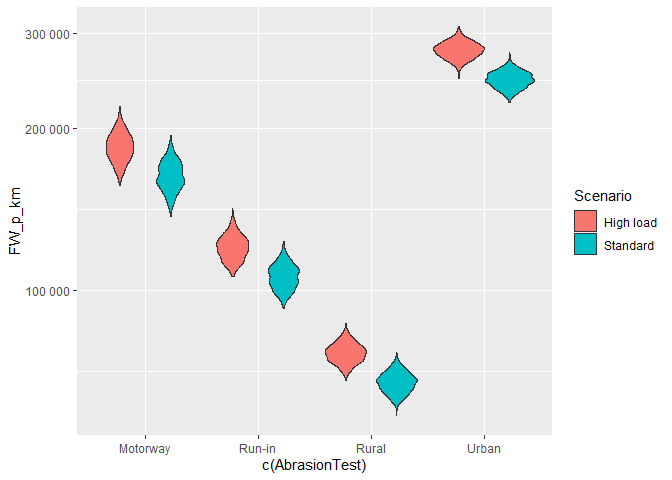 300 000
200 000
100 000
FW_p_km
Motorway Run-in Rural Urban
c(AbrasionTest)
Scenario
High load
Standard